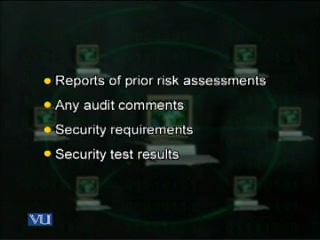 Reports of prior risk assessments
Any audit comments
Security requirements
Security test results
VU